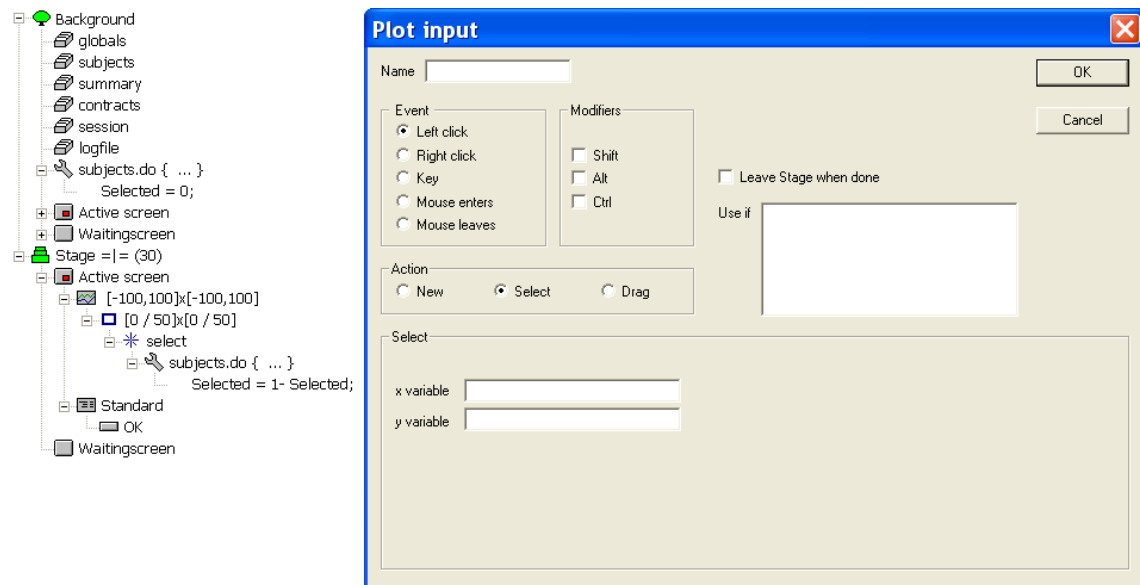 Background
globals
subjects
summary
contracts
session
logfile
subjects.do { ... }
Selected = 0;
Active screen
Waitingscreen
Stage =|= (30)
Active screen
[-100,100]x[-100,100]
[0 / 50]x[0 / 50]
select
subjects.do { ... }
Selected = 1- Selected;
Standard
OK
Waitingscreen
Plot input
Name
OK
Cancel
Event
Left click
Right click
Key
Mouse enters
Mouse leaves
Modifiers
Shift
Alt
Ctrl
Leave Stage when done
Use if
Action
New
Select
Drag
Select
x variable
y variable